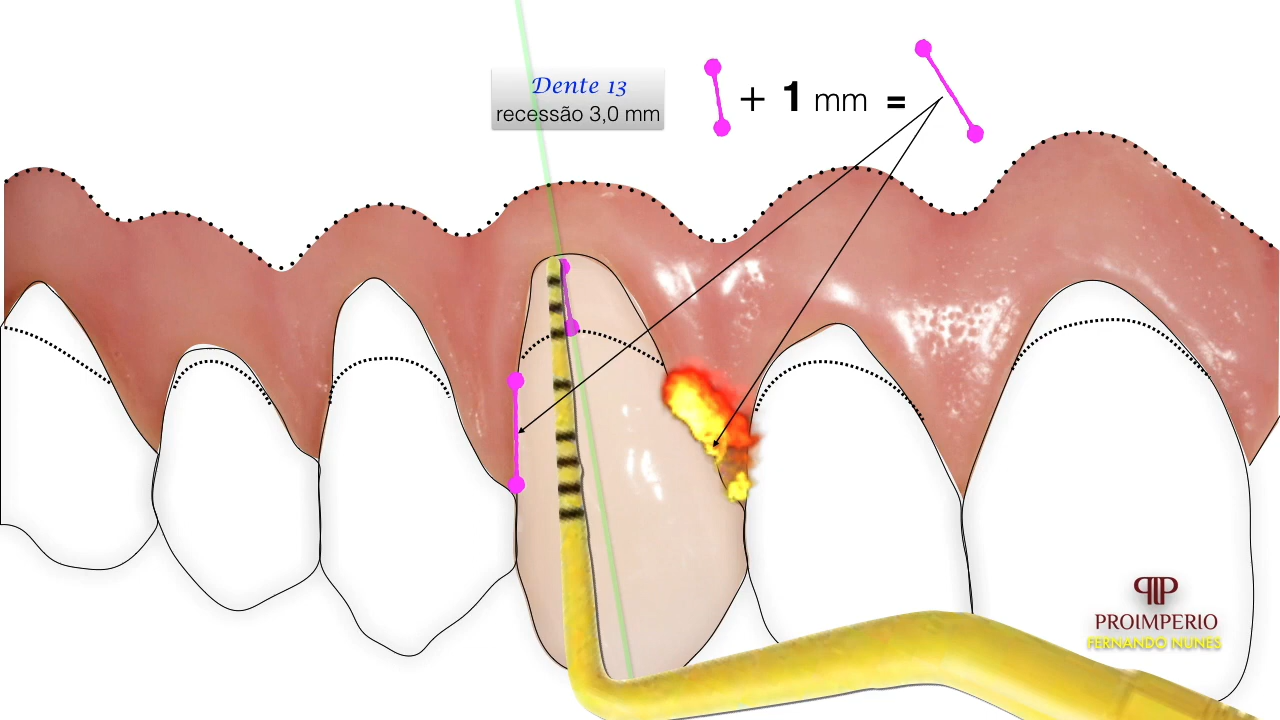 Dente 13
recessão 3,0 mm
+ 1 mm =
PROIMPERIO
FERNANDO NUNES